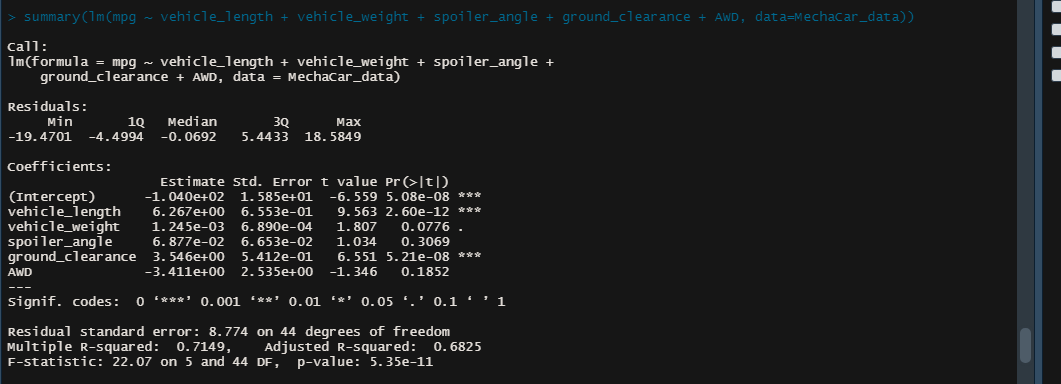 > summary(lm(mpg ~ vehicle_length + vehicle_weight + spoiler_angle + ground_clearance + AWD, data=MechaCar_data))
Call:
lm(formula = mpg ~ vehicle_length + vehicle_weight + spoiler_angle +
    ground_clearance + AWD, data = MechaCar_data)
Residuals:
     Min       1Q   Median       3Q      Max
-19.4701  -4.4994  -0.0692   5.4433  18.5849
Coefficients:
                   Estimate Std. Error t value Pr(>|t|)
(Intercept)      -1.040e+02  1.585e+01  -6.559 5.08e-08 ***
vehicle_length    6.267e+00  6.553e-01   9.563 2.60e-12 ***
vehicle_weight    1.245e-03  6.890e-04   1.807   0.0776 .
spoiler_angle     6.877e-02  6.653e-02   1.034   0.3069
ground_clearance  3.546e+00  5.412e-01   6.551 5.21e-08 ***
AWD              -3.411e+00  2.535e+00  -1.346   0.1852
---
Signif. codes:  0 ‘***’ 0.001 ‘**’ 0.01 ‘*’ 0.05 ‘.’ 0.1 ‘ ’ 1
Residual standard error: 8.774 on 44 degrees of freedom
Multiple R-squared:  0.7149,	Adjusted R-squared:  0.6825
F-statistic: 22.07 on 5 and 44 DF,  p-value: 5.35e-11